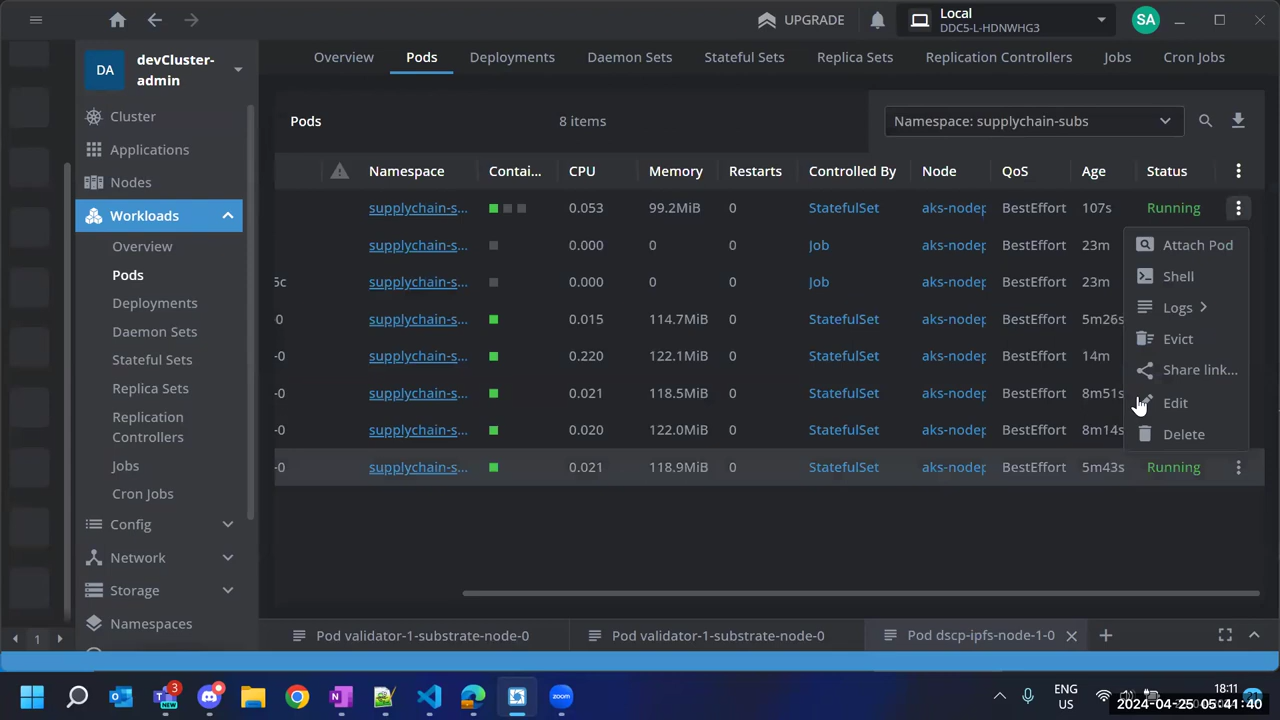 UPGRADE
Local
DDC5-L-HDNWHG3
SA
DA
devCluster-
admin
Overview
Pods
Deployments
Daemon Sets
Stateful Sets
Replica Sets
Replication Controllers
Jobs
Cron Jobs
Cluster
Applications
Nodes
Workloads
Overview
Pods
Deployments
Daemon Sets
Stateful Sets
Replica Sets
Replication
Controllers
Jobs
Cron Jobs
Config
Network
Storage
Namespaces
Pods
8 items
Namespace: supplychain-subs
Namespace Contai... CPU Memory Restarts Controlled By Node QoS Age Status
supplychain-s... 0.053 99.2MiB 0 StatefulSet aks-nodep BestEffort 107s Running
supplychain-s... 0.000 0 0 Job aks-nodep BestEffort 23m
5c supplychain-s... 0.000 0 0 Job aks-nodep BestEffort 23m
-0 supplychain-s... 0.015 114.7MiB 0 StatefulSet aks-nodep BestEffort 5m26s
-0 supplychain-s... 0.220 122.1MiB 0 StatefulSet aks-nodep BestEffort 14m
-0 supplychain-s... 0.021 118.5MiB 0 StatefulSet aks-nodep BestEffort 8m51s
-0 supplychain-s... 0.020 122.0MiB 0 StatefulSet aks-nodep BestEffort 8m14s
-0 supplychain-s... 0.021 118.9MiB 0 StatefulSet aks-nodep BestEffort 5m43s Running
Attach Pod
Shell
Logs
Evict
Share link...
Edit
Delete
1
Pod validator-1-substrate-node-0
Pod validator-1-substrate-node-0
Pod dscp-ipfs-node-1-0
3
NEW
zoom
ENG
US
18:11
2024-04-25 05:41:40